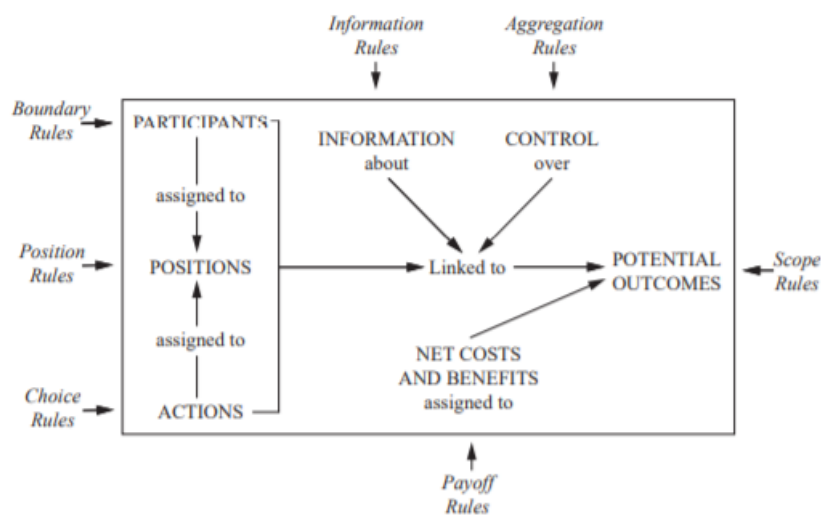 Information
Rules
Aggregation
Rules
Boundary
Rules
PARTICIPANTS
INFORMATION
about
CONTROL
over
assigned to
Position
Rules
POSITIONS
Linked to
POTENTIAL
OUTCOMES
Scope
Rules
assigned to
NET COSTS
AND BENEFITS
assigned to
Choice
Rules
ACTIONS
Payoff
Rules